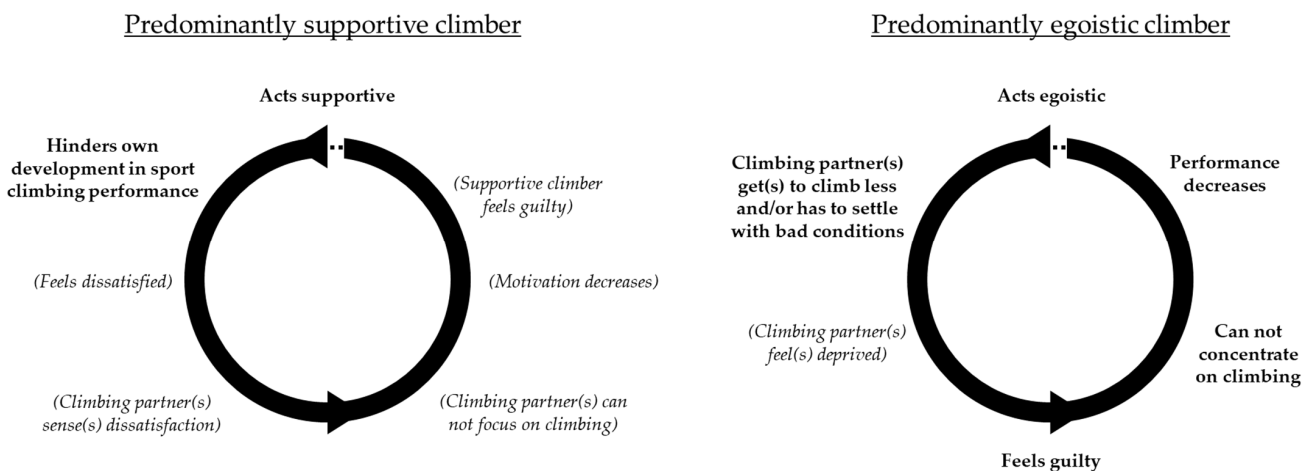 Predominantly supportive climber
Acts supportive
Hinders own
development in sport
climbing performance
(Supportive climber
feels guilty)
(Feels dissatisfied)
(Motivation decreases)
(Climbing partner(s)
sense(s) dissatisfaction)
(Climbing partner(s) can
not focus on climbing)
Predominantly egoistic climber
Acts egoistic
Climbing partner(s)
get(s) to climb less
and/or has to settle
with bad conditions
Performance
decreases
(Climbing partner(s)
feel(s) deprived)
Can not
concentrate
on climbing
Feels guilty